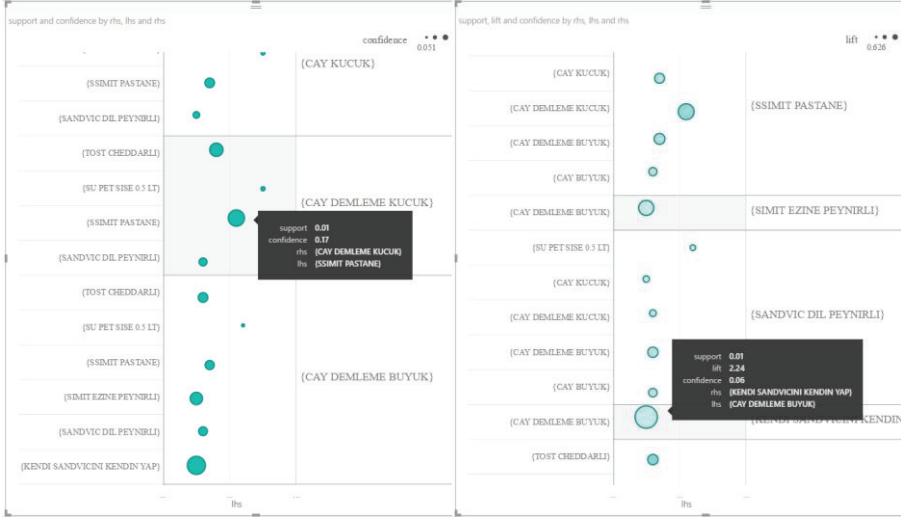 support and confidence by rhs, lhs and rhs
confidence
0.051
{CAY KUCUK}
{SSIMIT PASTANE}
{SANDVIC DIL PEYNIRLI}
{TOST CHEDDARLI}
{SU PET SISE 0.5 LT}
{CAY DEMLEME KUCUK}
{SSIMIT PASTANE}
support 0.01
confidence 0.17
rhs {CAY DEMLEME KUCUK}
lhs {SSIMIT PASTANE}
{SANDVIC DIL PEYNIRLI}
{TOST CHEDDARLI}
{SU PET SISE 0.5 LT}
{SSIMIT PASTANE}
{CAY DEMLEME BUYUK}
{SIMIT EZINE PEYNIRLI}
{SANDVIC DIL PEYNIRLI}
{KENDI SANDVICINI KENDIN YAP}
...
...
...
lhs
support, lift and confidence by rhs, lhs and rhs
lift
0.626
{CAY KUCUK}
{CAY DEMLEME KUCUK}
{SSIMIT PASTANE}
{CAY DEMLEME BUYUK}
{CAY BUYUK}
{CAY DEMLEME BUYUK}
{SIMIT EZINE PEYNIRLI}
{SU PET SISE 0.5 LT}
{CAY KUCUK}
{CAY DEMLEME KUCUK}
{SANDVIC DIL PEYNIRLI}
{CAY DEMLEME BUYUK}
{CAY BUYUK}
support 0.01
lift 2.24
confidence 0.06
rhs {KENDI SANDVICINI KENDIN YAP}
lhs {CAY DEMLEME BUYUK}
{CAY DEMLEME BUYUK}
{KENDI SANDVICINI KENDIN
{TOST CHEDDARLI}
...
...
...
lhs